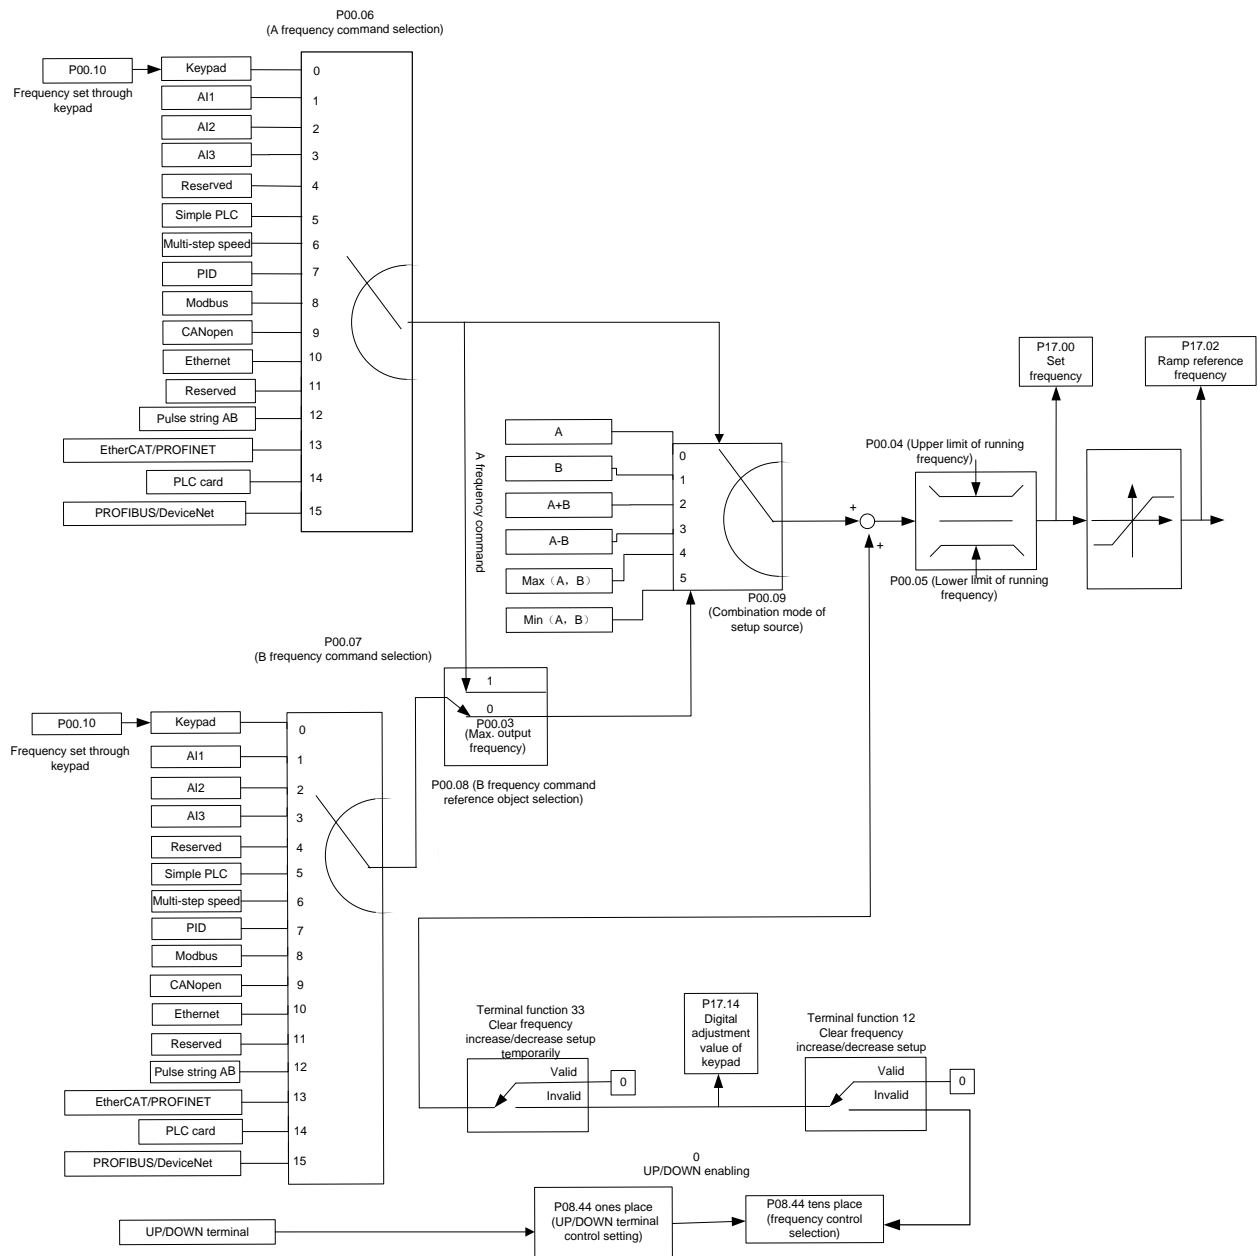 P00.06
(A frequency command selection)
P00.10
Frequency set through
keypad
Keypad
0
AI1
1
AI2
2
AI3
3
Reserved
4
Simple PLC
5
Multi-step speed
6
PID
7
Modbus
8
CANopen
9
Ethernet
10
Reserved
11
Pulse string AB
12
EtherCAT/PROFINET
13
PLC card
14
PROFIBUS/DeviceNet
15
A frequency command
A
0
B
1
A+B
2
A-B
3
Max（A，B）
4
Min（A，B）
5
P00.09
(Combination mode of
setup source)
+
+
P00.04 (Upper limit of running
frequency)
P00.05 (Lower limit of running
frequency)
P17.00
Set
frequency
P17.02
Ramp reference
frequency
P00.07
(B frequency command selection)
1
0
P00.03
(Max. output
frequency)
P00.08 (B frequency command
reference object selection)
P00.10
Frequency set through
keypad
Keypad
0
AI1
1
AI2
2
AI3
3
Reserved
4
Simple PLC
5
Multi-step speed
6
PID
7
Modbus
8
CANopen
9
Ethernet
10
Reserved
11
Pulse string AB
12
EtherCAT/PROFINET
13
PLC card
14
PROFIBUS/DeviceNet
15
Terminal function 33
Clear frequency
increase/decrease setup
temporarily
Valid
Invalid
0
P17.14
Digital
adjustment
value of
keypad
Terminal function 12
Clear frequency
increase/decrease setup
Valid
Invalid
0
0
UP/DOWN enabling
UP/DOWN terminal
P08.44 ones place
(UP/DOWN terminal
control setting)
P08.44 tens place
(frequency control
selection)